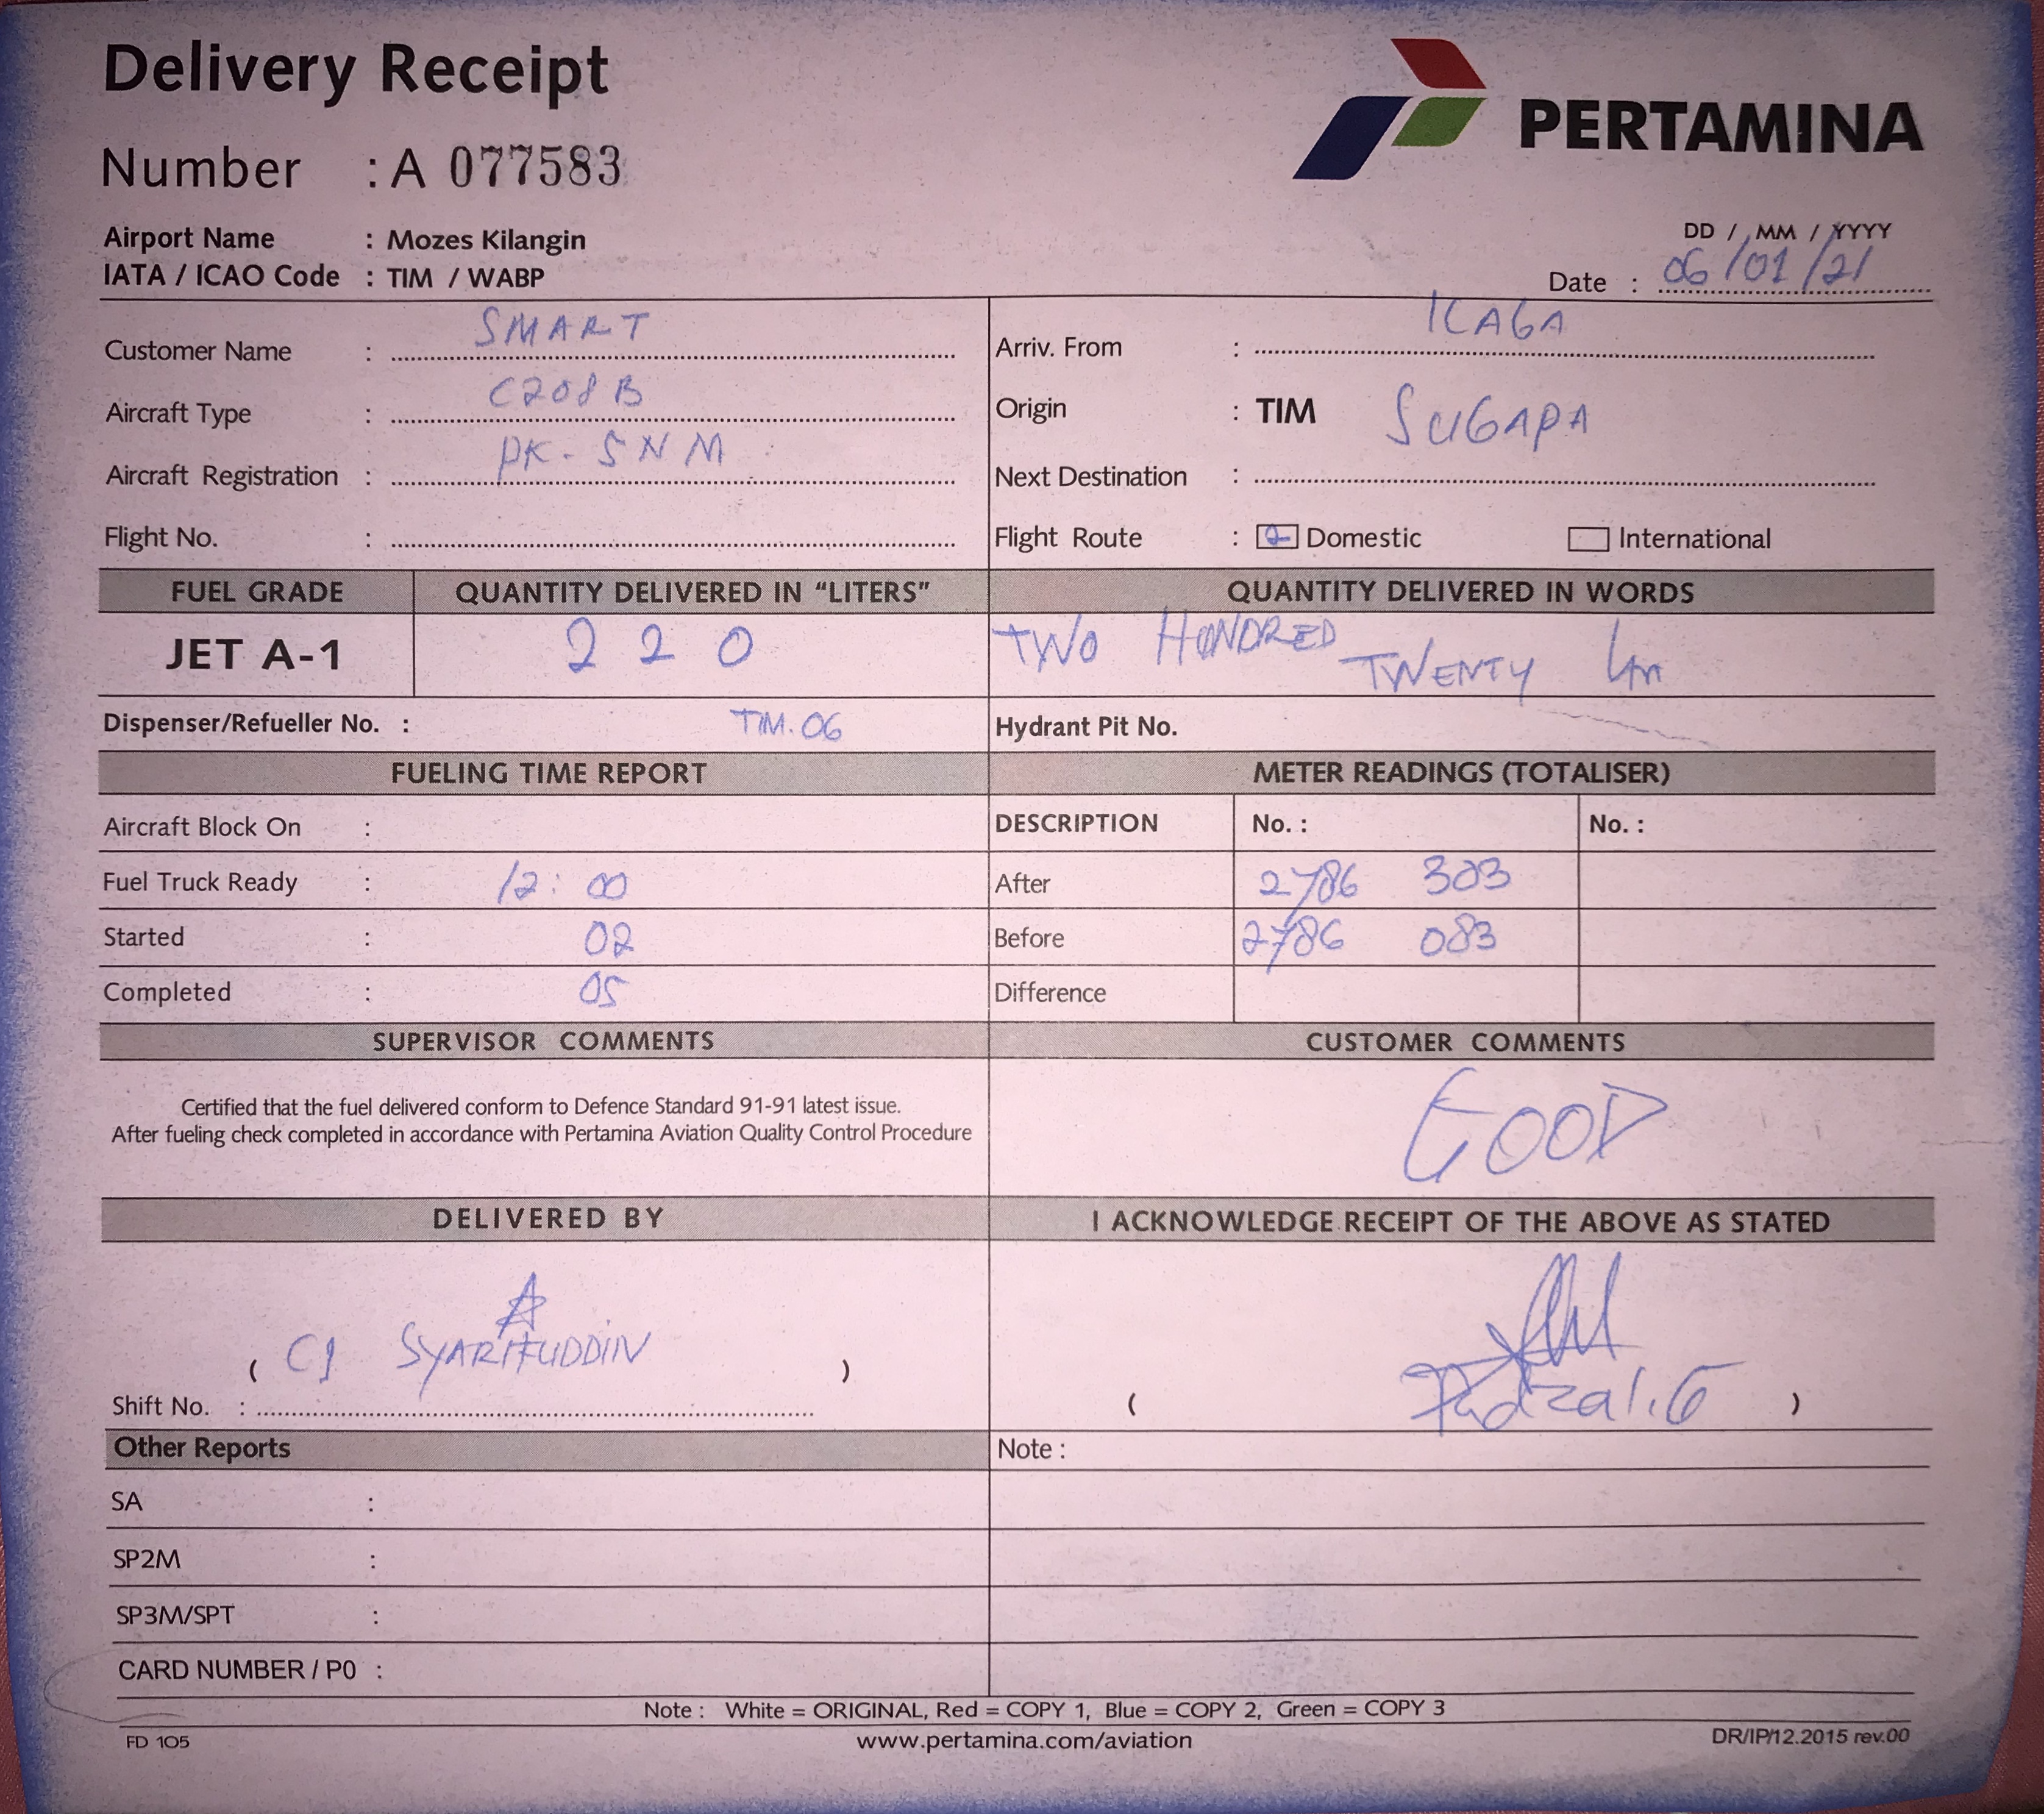 Delivery Receipt
PERTAMINA
Number : A 077583
Airport Name : Mozes Kilangin
IATA / ICAO Code : TIM / WABP
DD / MM / YYYY
Date : 06/01/21
Customer Name : SMART
Aircraft Type : C208B
Aircraft Registration : PK-SNM
Flight No. :
Arriv. From : ILAGA
Origin : TIM
Next Destination : SUGAPA
Flight Route : Domestic International
FUEL GRADE QUANTITY DELIVERED IN "LITERS" QUANTITY DELIVERED IN WORDS
JET A-1 220 TWO HONDRED
TWENTY
Dispenser/Refueller No. : TIM.06 Hydrant Pit No.
FUELING TIME REPORT METER READINGS (TOTALISER)
Aircraft Block On : DESCRIPTION No. : No. :
Fuel Truck Ready : 12:00 After 2786 303
Started : 02 Before 2786 083
Completed : 05 Difference
SUPERVISOR COMMENTS CUSTOMER COMMENTS
Certified that the fuel delivered conform to Defence Standard 91-91 latest issue.
After fueling check completed in accordance with Pertamina Aviation Quality Control Procedure
GOOD
DELIVERED BY I ACKNOWLEDGE RECEIPT OF THE ABOVE AS STATED
( C1 SYARIFUDDIN )
( )
Shift No. :
Other Reports Note :
SA :
SP2M :
SP3M/SPT :
CARD NUMBER / P0 :
Note : White = ORIGINAL, Red = COPY 1, Blue = COPY 2, Green = COPY 3
FD 105 www.pertamina.com/aviation DR/IP/12.2015 rev.00